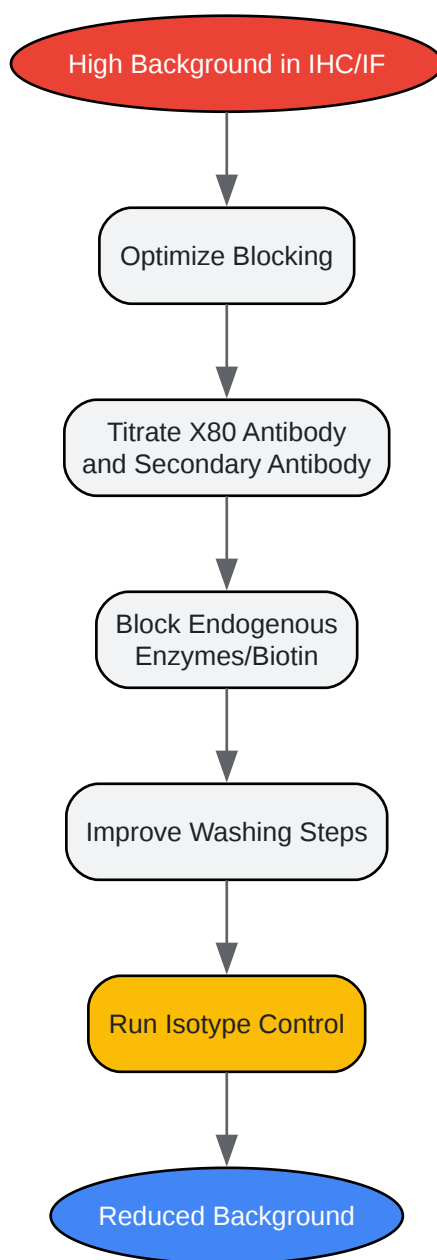 High Background in IHC/IF
Optimize Blocking
Titrate X80 Antibody
and Secondary Antibody
Block Endogenous
Enzymes/Biotin
Improve Washing Steps
Run Isotype Control
Reduced Background